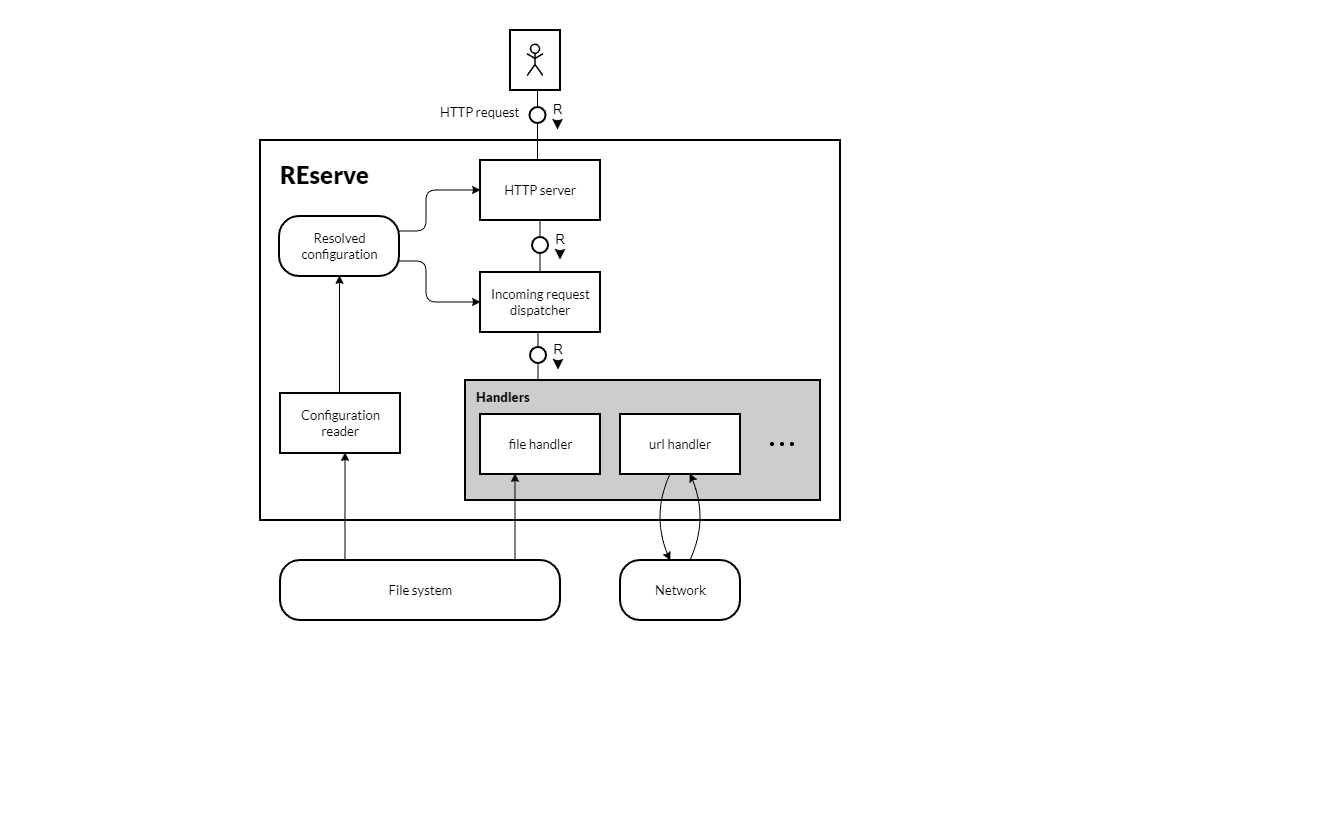 HTTP request
R
REserve
HTTP server
Resolved
configuration
R
Incoming request
dispatcher
R
Handlers
Configuration
reader
file handler
url handler
...
File system
Network